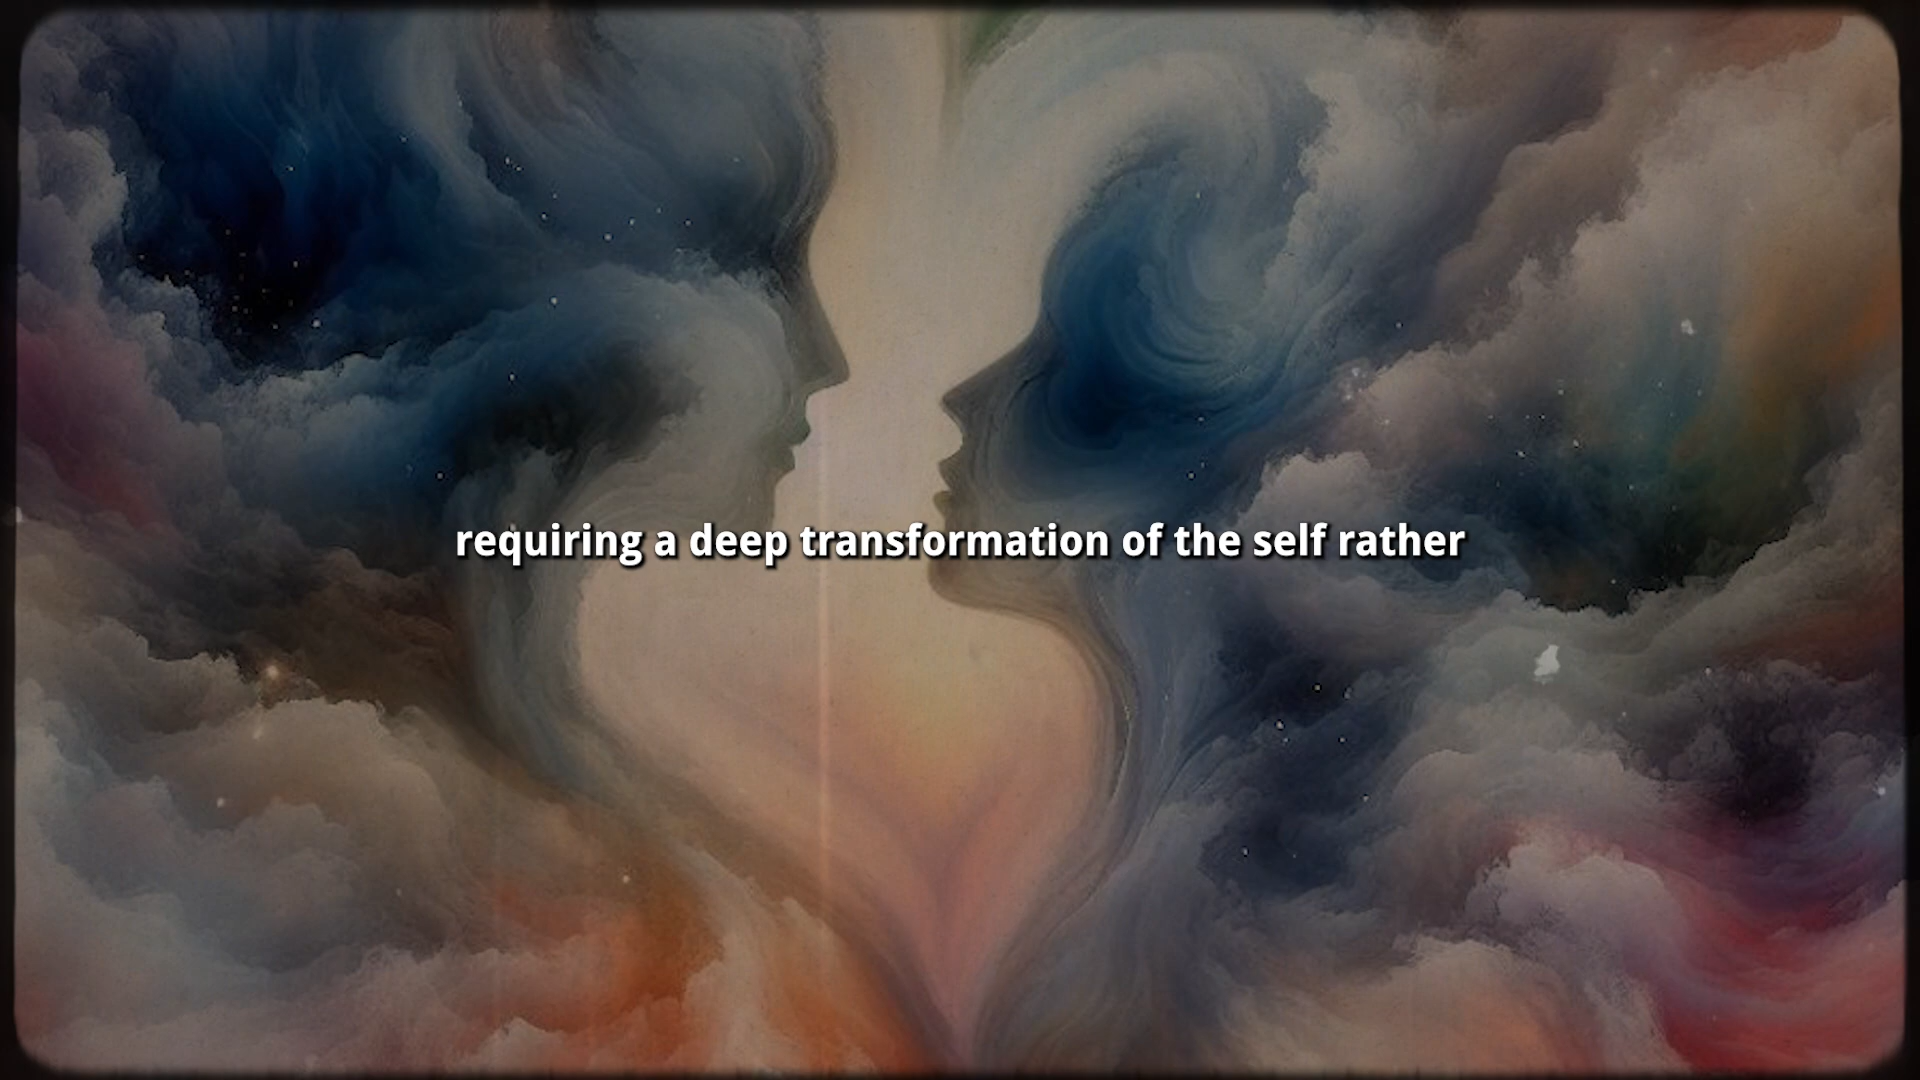 requiring a deep transformation of the self rather